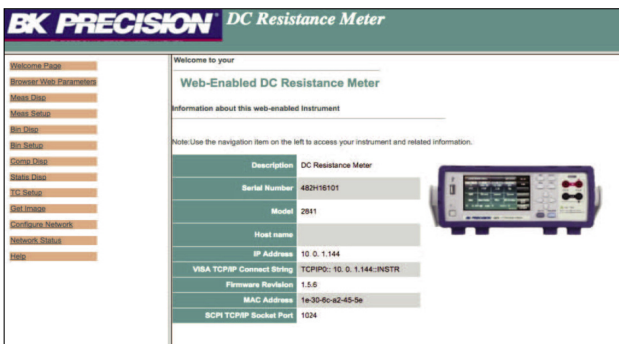 BK PRECISION DC Resistance Meter
Welcome Page
Browser Web Parameters
Meas Disp
Meas Setup
Bin Disp
Bin Setup
Comp Disp
Statis Disp
TC Setup
Get Image
Configure Network
Network Status
Help
Welcome to your
Web-Enabled DC Resistance Meter
Information about this web-enabled Instrument
Note:Use the navigation item on the left to access your instrument and related information.
Description DC Resistance Meter
Serial Number 482H16101
Model 2841
Host name
IP Address 10. 0. 1.144
VISA TCP/IP Connect String TCPIP0:: 10. 0. 1.144::INSTR
Firmware Revision 1.5.6
MAC Address 1e-30-6c-a2-45-5e
SCPI TCP/IP Socket Port 1024